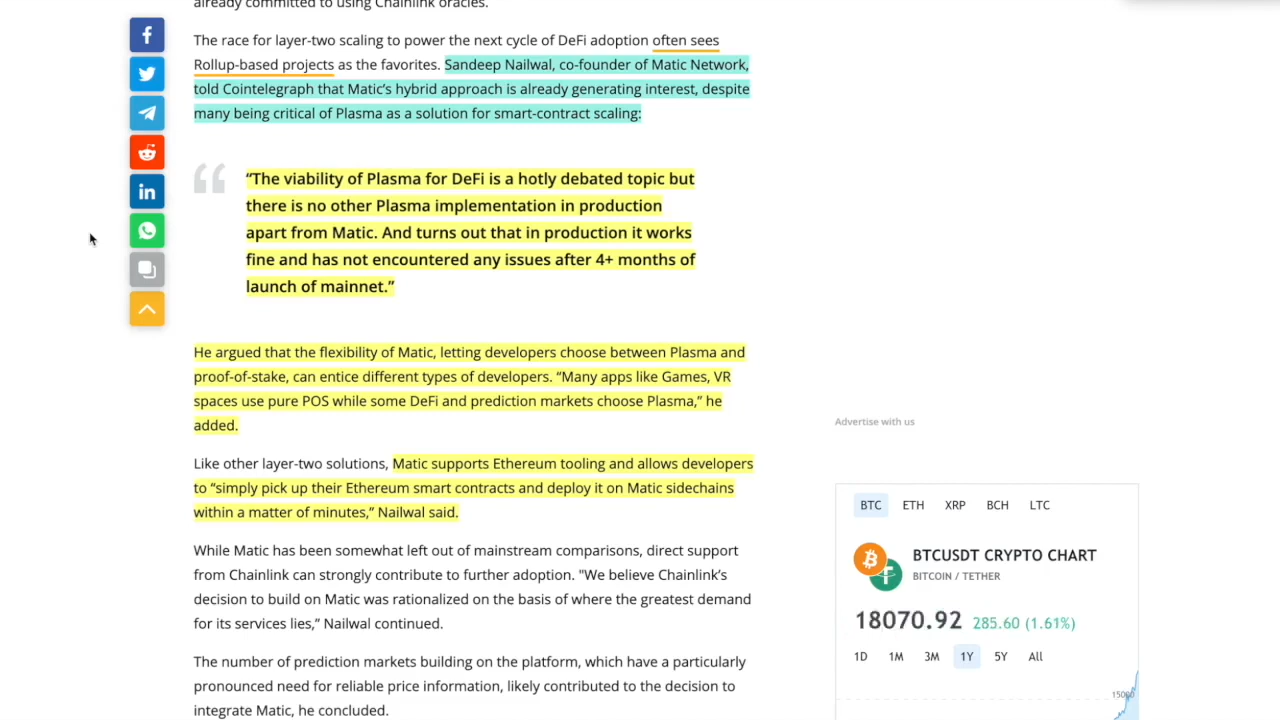 already committed to using Chainlink oracles.
The race for layer-two scaling to power the next cycle of DeFi adoption often sees
Rollup-based projects as the favorites. Sandeep Nailwal, co-founder of Matic Network,
told Cointelegraph that Matic’s hybrid approach is already generating interest, despite
many being critical of Plasma as a solution for smart-contract scaling:
“The viability of Plasma for DeFi is a hotly debated topic but
there is no other Plasma implementation in production
apart from Matic. And turns out that in production it works
fine and has not encountered any issues after 4+ months of
launch of mainnet.”
He argued that the flexibility of Matic, letting developers choose between Plasma and
proof-of-stake, can entice different types of developers. “Many apps like Games, VR
spaces use pure POS while some DeFi and prediction markets choose Plasma,” he
added.
Like other layer-two solutions, Matic supports Ethereum tooling and allows developers
to “simply pick up their Ethereum smart contracts and deploy it on Matic sidechains
within a matter of minutes,” Nailwal said.
While Matic has been somewhat left out of mainstream comparisons, direct support
from Chainlink can strongly contribute to further adoption. "We believe Chainlink’s
decision to build on Matic was rationalized on the basis of where the greatest demand
for its services lies,” Nailwal continued.
The number of prediction markets building on the platform, which have a particularly
pronounced need for reliable price information, likely contributed to the decision to
integrate Matic, he concluded.
Advertise with us
BTC ETH XRP BCH LTC
BTCUSDT CRYPTO CHART
BITCOIN / TETHER
18070.92 285.60 (1.61%)
1D 1M 3M 1Y 5Y All
15000